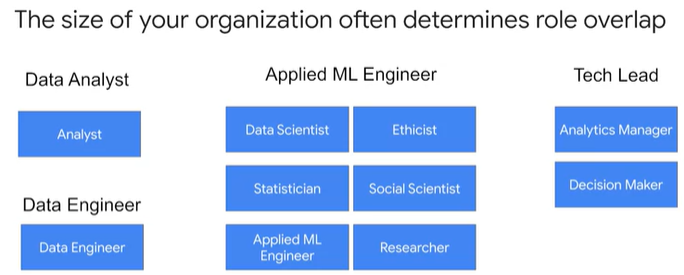 The size of your organization often determines role overlap
Data Analyst
Analyst
Data Engineer
Data Engineer
Applied ML Engineer
Data Scientist
Ethicist
Statistician
Social Scientist
Applied ML
Engineer
Researcher
Tech Lead
Analytics Manager
Decision Maker